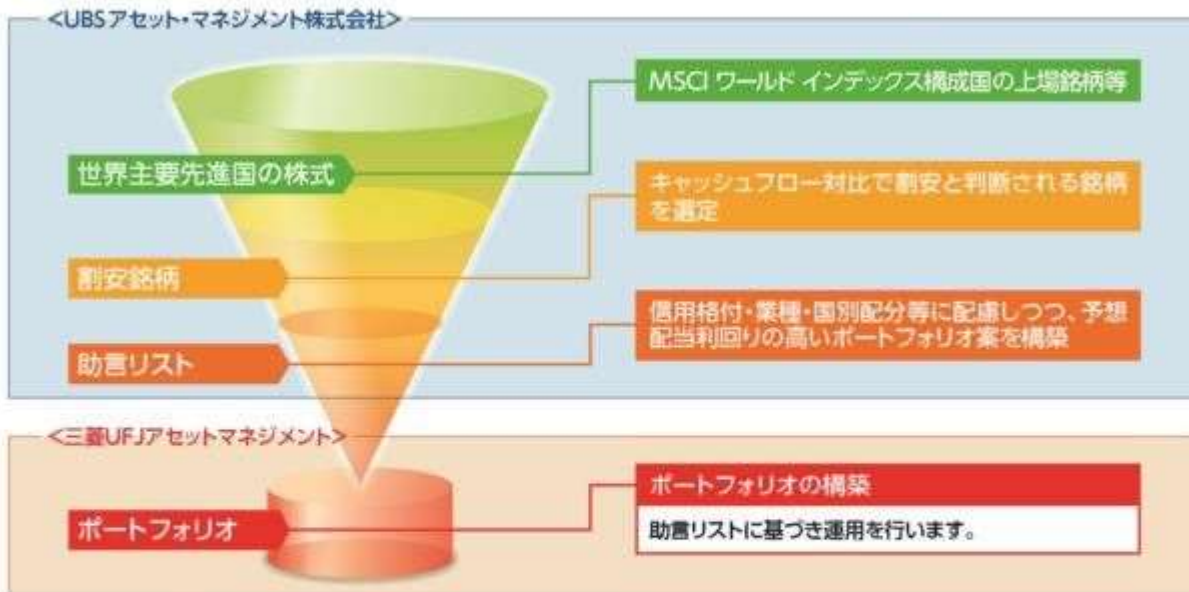 <UBSアセット・マネジメント株式会社>
MSCI ワールド インデックス構成国の上場銘柄等
世界主要先進国の株式
キャッシュフロー対比で割安と判断される銘柄
を選定
割安銘柄
信用格付・業種・国別配分等に配慮しつつ、予想
配当利回りの高いポートフォリオ案を構築
助言リスト
<三菱UFJアセットマネジメント>
ポートフォリオの構築
ポートフォリオ
助言リストに基づき運用を行います。